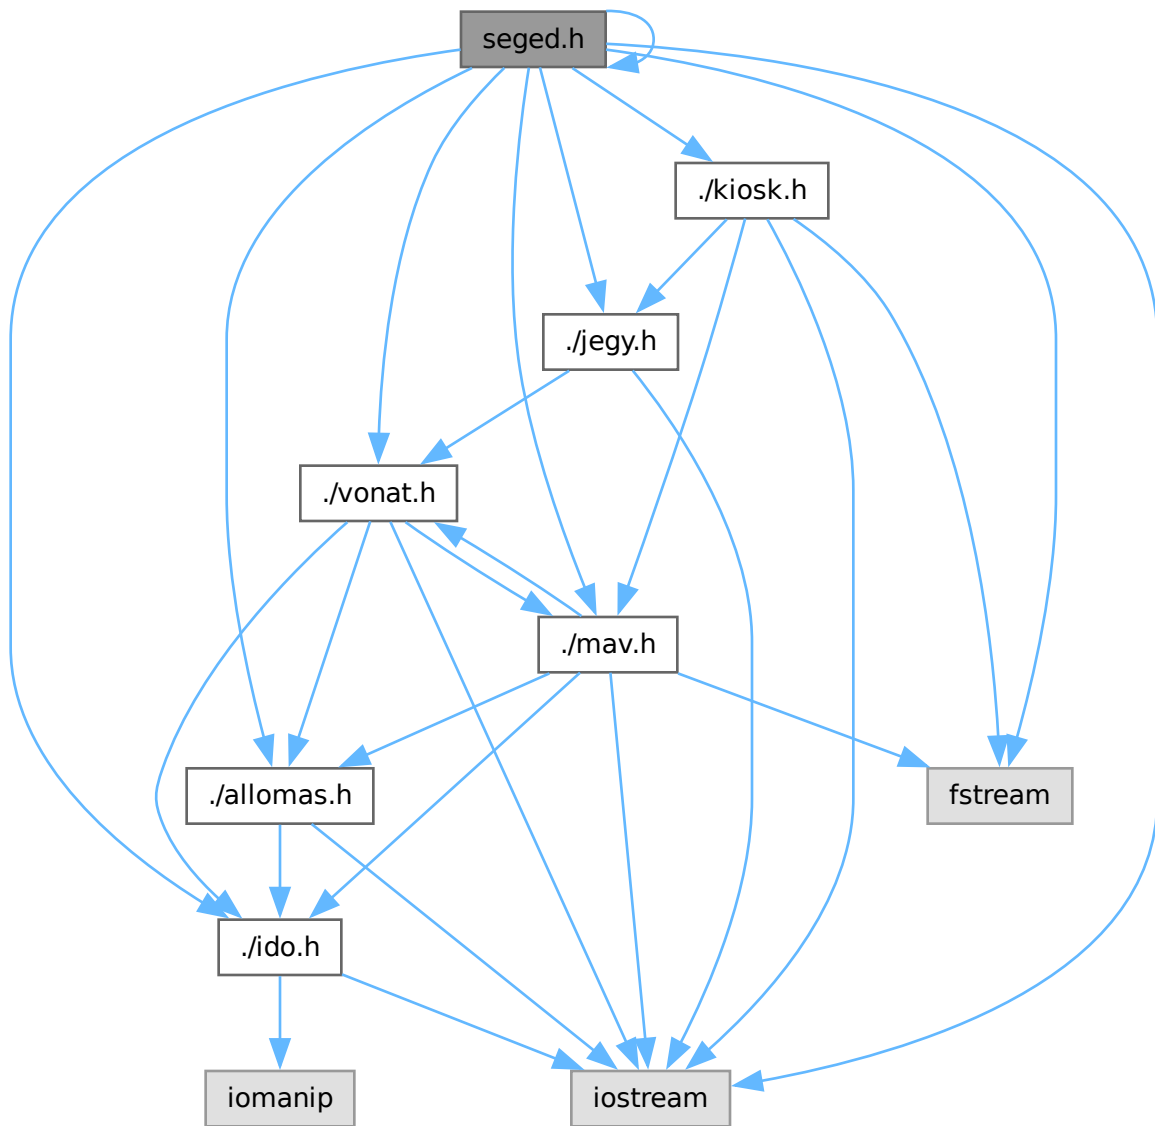 seged.h
./kiosk.h
./jegy.h
./vonat.h
./mav.h
./allomas.h
fstream
./ido.h
iomanip
iostream